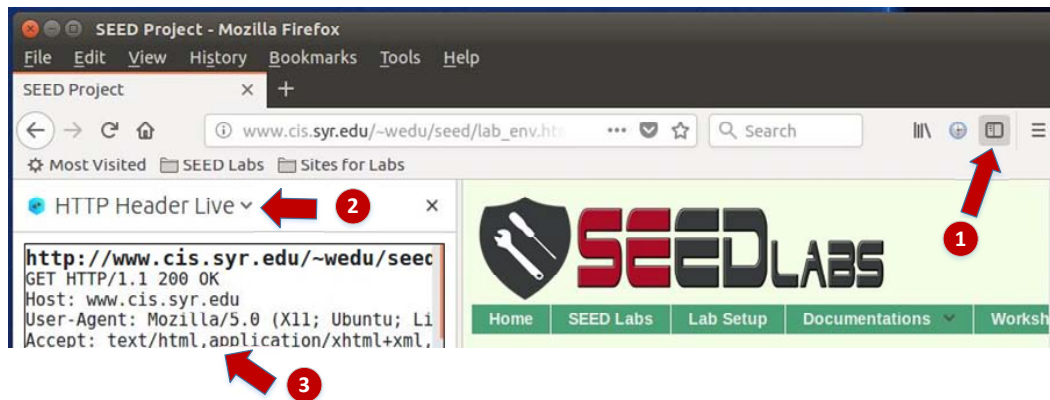 SEED Project - Mozilla Firefox
File Edit View History Bookmarks Tools Help
SEED Project
www.cis.syr.edu/~wedu/seed/lab_env.ht
Search
Most Visited SEED Labs Sites for Labs
1
HTTP Header Live
2
http://www.cis.syr.edu/~wedu/seed
GET HTTP/1.1 200 OK
Host: www.cis.syr.edu
User-Agent: Mozilla/5.0 (X11; Ubuntu; Li
Accept: text/html,application/xhtml+xml,
3
SEEDLABS
Home SEED Labs Lab Setup Documentations Worksh